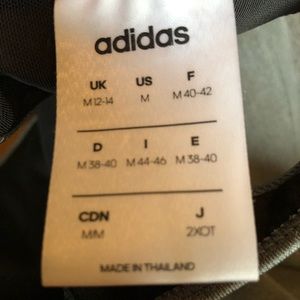 adidas
UK US F
M 12-14 M M 40-42
D I E
M 38-40 M 44-46 M 38-40
CDN J
M/M 2XOT
MADE IN THAILAND